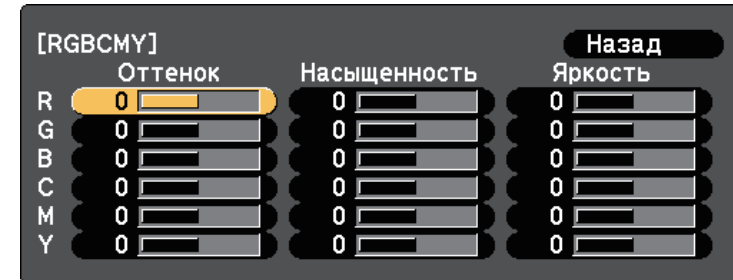 [RGBCMY] Назад
Оттенок Насыщенность Яркость
R 0 0 0
G 0 0 0
B 0 0 0
C 0 0 0
M 0 0 0
Y 0 0 0